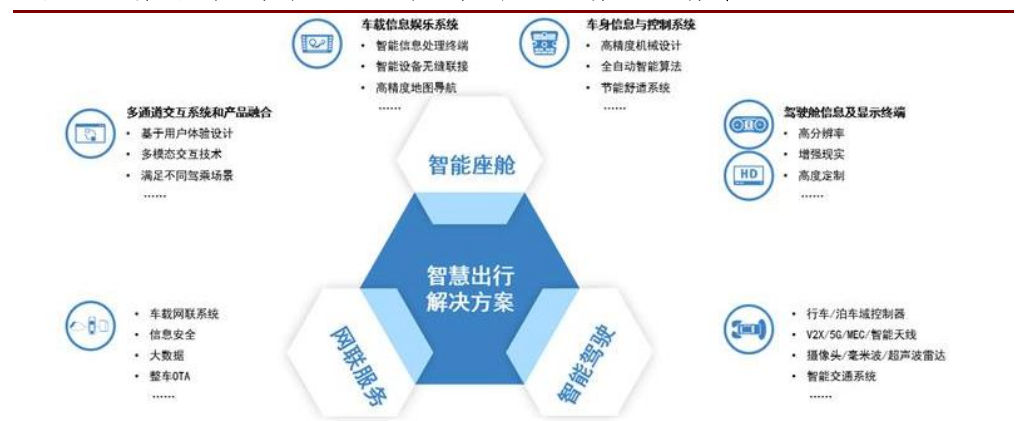 车载信息娱乐系统
• 智能信息处理终端
• 智能设备无缝联接
• 高精度地图导航
……
车身信息与控制系统
• 高精度机械设计
• 全自动智能算法
• 节能舒适系统
……
多通道交互系统和产品融合
• 基于用户体验设计
• 多模态交互技术
• 满足不同驾乘场景
……
驾驶舱信息及显示终端
• 高分辨率
• 增强现实
• 高度定制
……
HD
智能座舱
智慧出行
解决方案
网联服务
智能驾驶
• 车载网联系统
• 信息安全
• 大数据
• 整车OTA
……
• 行车/泊车域控制器
• V2X/5G/MEC/智能天线
• 摄像头/毫米波/超声波雷达
• 智能交通系统
……